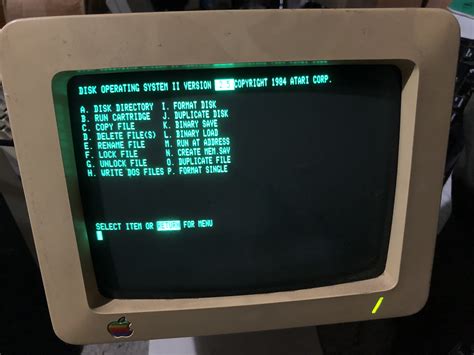 DISK OPERATING SYSTEM II VERSION 2.5 COPYRIGHT 1984 ATARI CORP.
A. DISK DIRECTORY I. FORMAT DISK
B. RUN CARTRIDGE J. DUPLICATE DISK
C. COPY FILE K. BINARY SAVE
D. DELETE FILE(S) L. BINARY LOAD
E. RENAME FILE M. RUN AT ADDRESS
F. LOCK FILE N. CREATE MEM.SAV
G. UNLOCK FILE O. DUPLICATE FILE
H. WRITE DOS FILES P. FORMAT SINGLE
SELECT ITEM OR RETURN FOR MENU